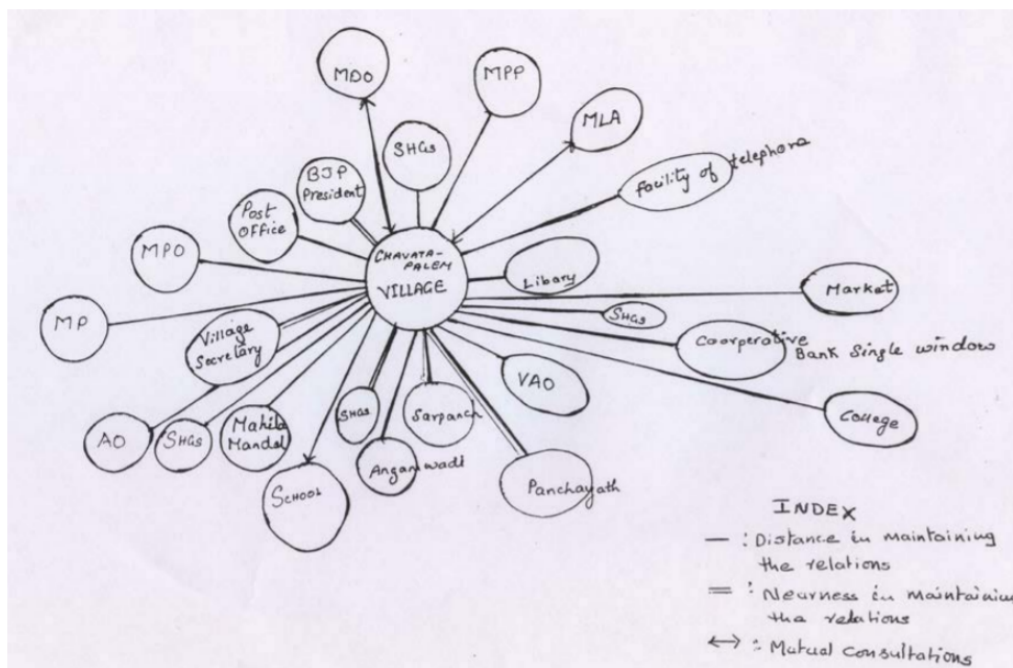 MDO
MPP
MLA
SHGs
Facility of telephone
BJP
President
Post
Office
MPO
CHAVATA-
PALEM
VILLAGE
Libary
Market
MP
SHGs
Village
Secretary
Coorperative
Bank Single window
VAO
AO
SHGs
Mahila
Mandal
SHGs
Sarpanch
College
Anganwadi
SCHOOL
Panchayath
INDEX
— : Distance in maintaining
the relations
= : Nearness in maintaining
the relations
↔ : Mutual consultations